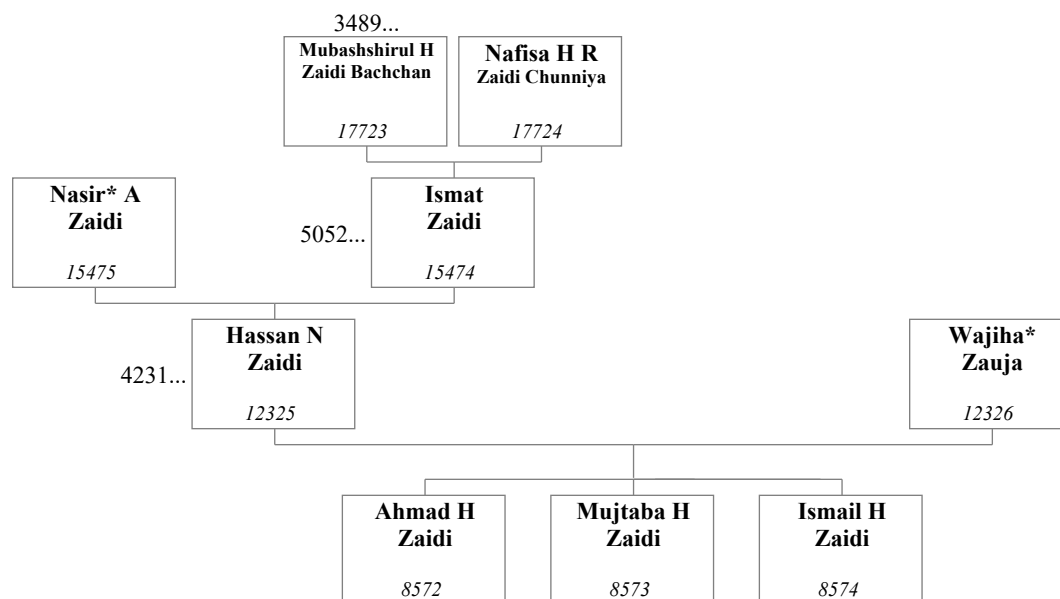 3489...
Mubashshirul H
Zaidi Bachchan
17723
Nafisa H R
Zaidi Chunniya
17724
Nasir* A
Zaidi
15475
5052...
Ismat
Zaidi
15474
4231...
Hassan N
Zaidi
12325
Wajiha*
Zauja
12326
Ahmad H
Zaidi
8572
Mujtaba H
Zaidi
8573
Ismail H
Zaidi
8574